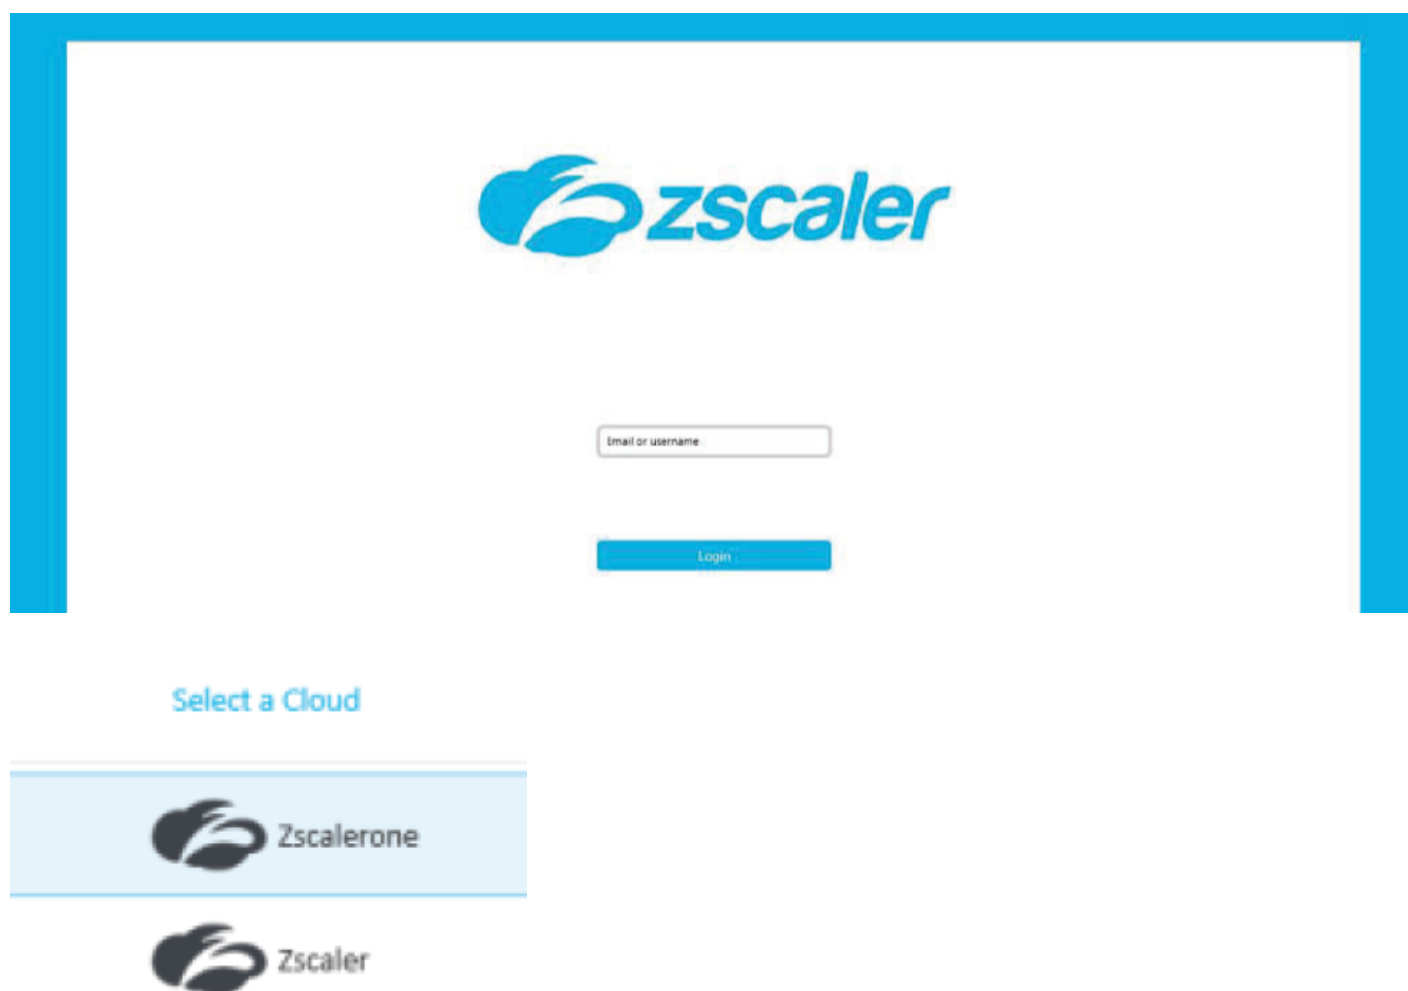 zscaler
Email or username
Login
Select a Cloud
Zscalerone
Zscaler